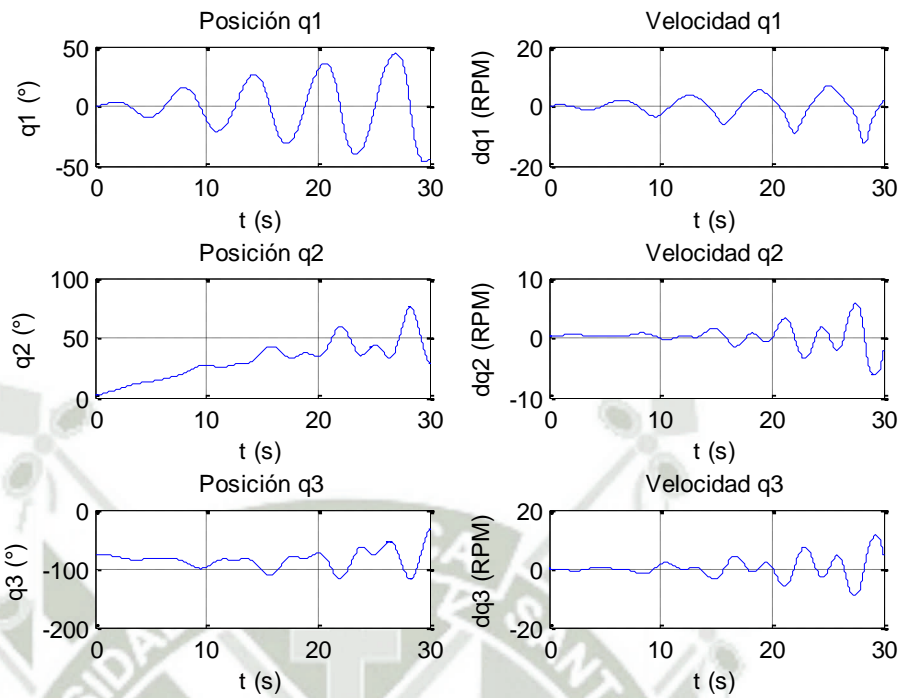 Posición q1
50
0
-50
q1 (°)
0 10 20 30
t (s)
Velocidad q1
20
0
-20
dq1 (RPM)
0 10 20 30
t (s)
Posición q2
100
50
0
q2 (°)
0 10 20 30
t (s)
Velocidad q2
10
0
-10
dq2 (RPM)
0 10 20 30
t (s)
Posición q3
0
-100
-200
q3 (°)
0 10 20 30
t (s)
Velocidad q3
20
0
-20
dq3 (RPM)
0 10 20 30
t (s)